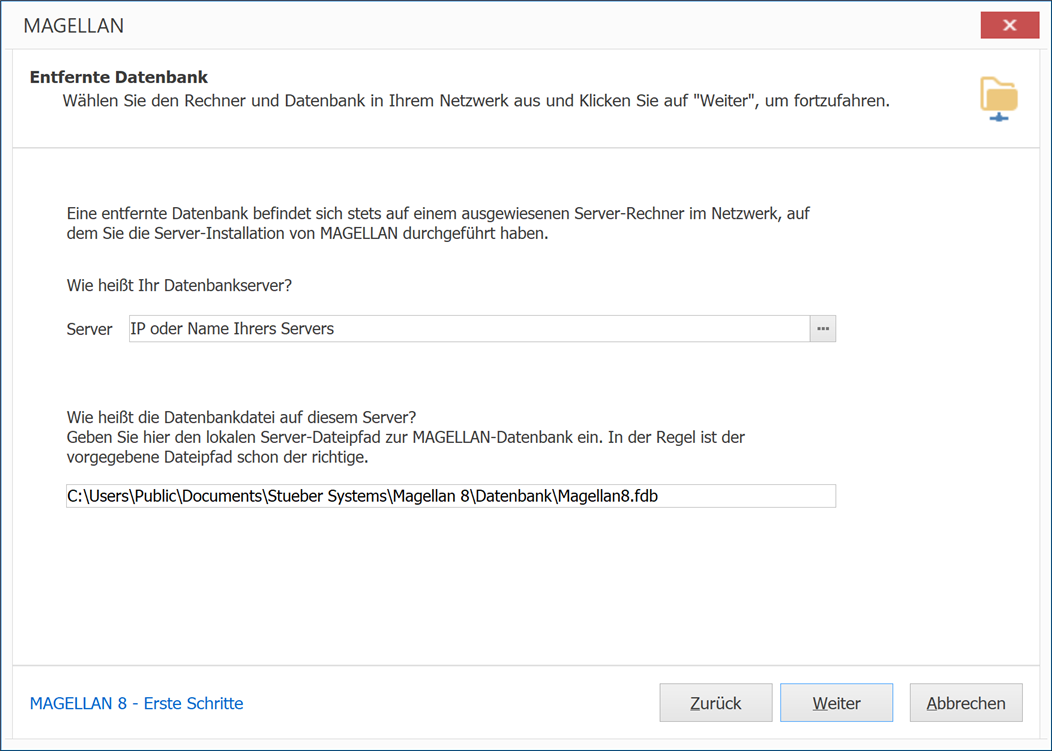 MAGELLAN
Entfernte Datenbank
Wählen Sie den Rechner und Datenbank in Ihrem Netzwerk aus und Klicken Sie auf "Weiter", um fortzufahren.
Eine entfernte Datenbank befindet sich stets auf einem ausgewiesenen Server-Rechner im Netzwerk, auf
dem Sie die Server-Installation von MAGELLAN durchgeführt haben.
Wie heißt Ihr Datenbankserver?
Server IP oder Name Ihrers Servers ...
Wie heißt die Datenbankdatei auf diesem Server?
Geben Sie hier den lokalen Server-Dateipfad zur MAGELLAN-Datenbank ein. In der Regel ist der
vorgegebene Dateipfad schon der richtige.
C:\Users\Public\Documents\Stueber Systems\Magellan 8\Datenbank\Magellan8.fdb
MAGELLAN 8 - Erste Schritte Zurück Weiter Abbrechen